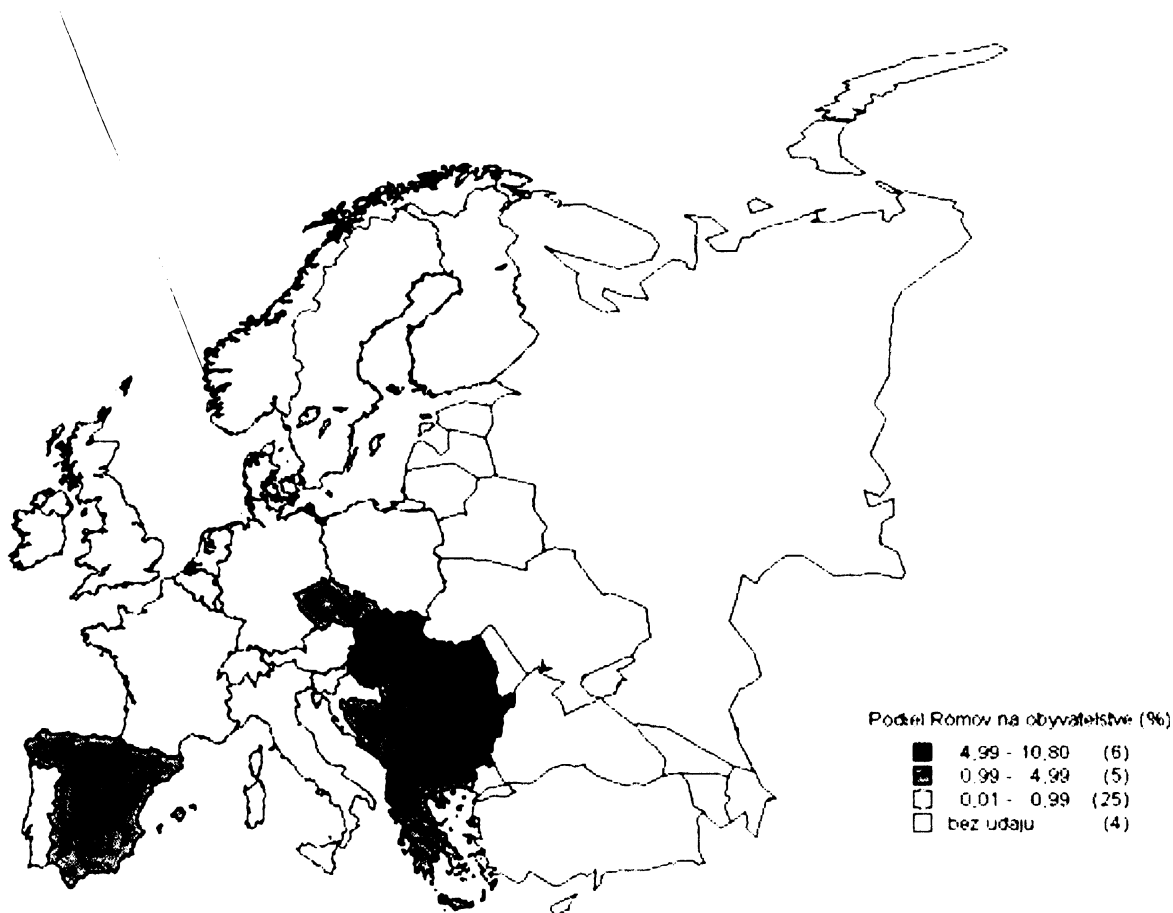 Podiel Rómov na obyvateľstve (%)
4,99 - 10,80 (6)
0,99 - 4,99 (5)
0,01 - 0,99 (25)
bez udaju (4)